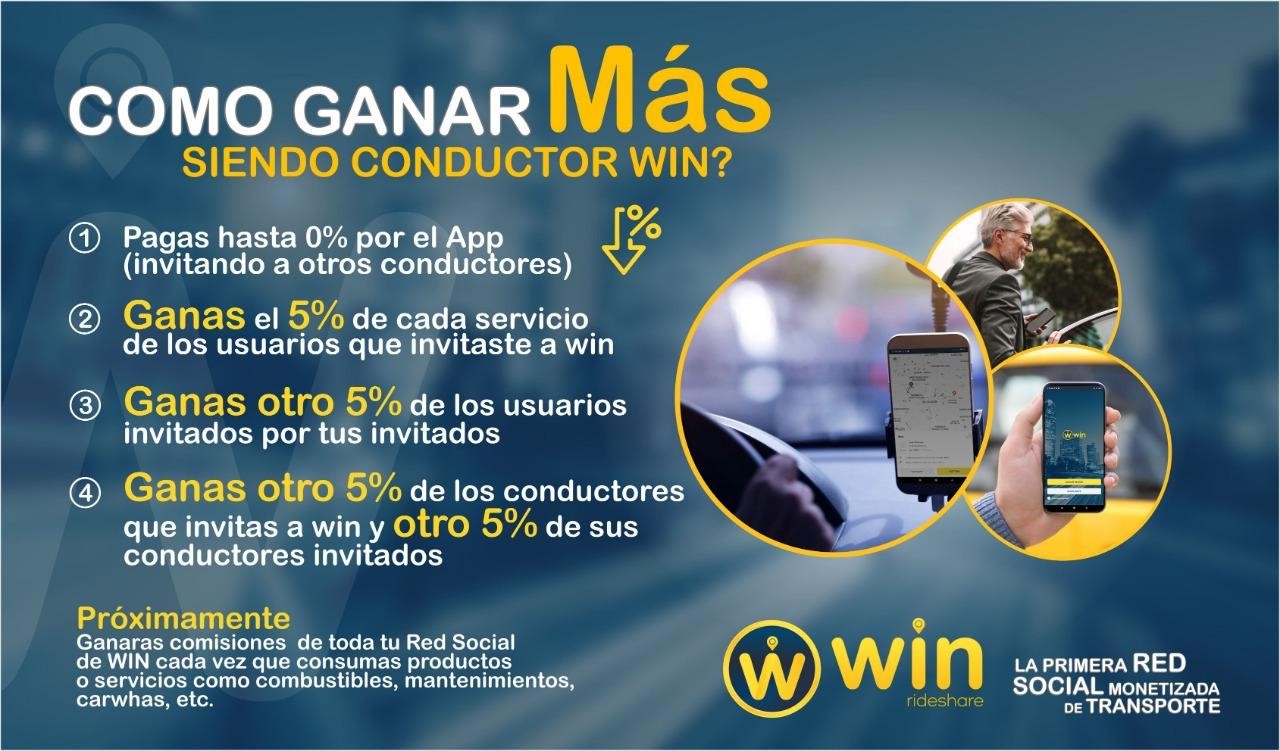 COMO GANAR Más
SIENDO CONDUCTOR WIN?
1 Pagas hasta 0% por el App
(invitando a otros conductores)
%
2 Ganas el 5% de cada servicio
de los usuarios que invitaste a win
3 Ganas otro 5% de los usuarios
invitados por tus invitados
4 Ganas otro 5% de los conductores
que invitas a win y otro 5% de sus
conductores invitados
Próximamente
Ganaras comisiones de toda tu Red Social
de WIN cada vez que consumas productos
o servicios como combustibles, mantenimientos,
carwhas, etc.
win
W win
rideshare
LA PRIMERA RED
SOCIAL MONETIZADA
DE TRANSPORTE